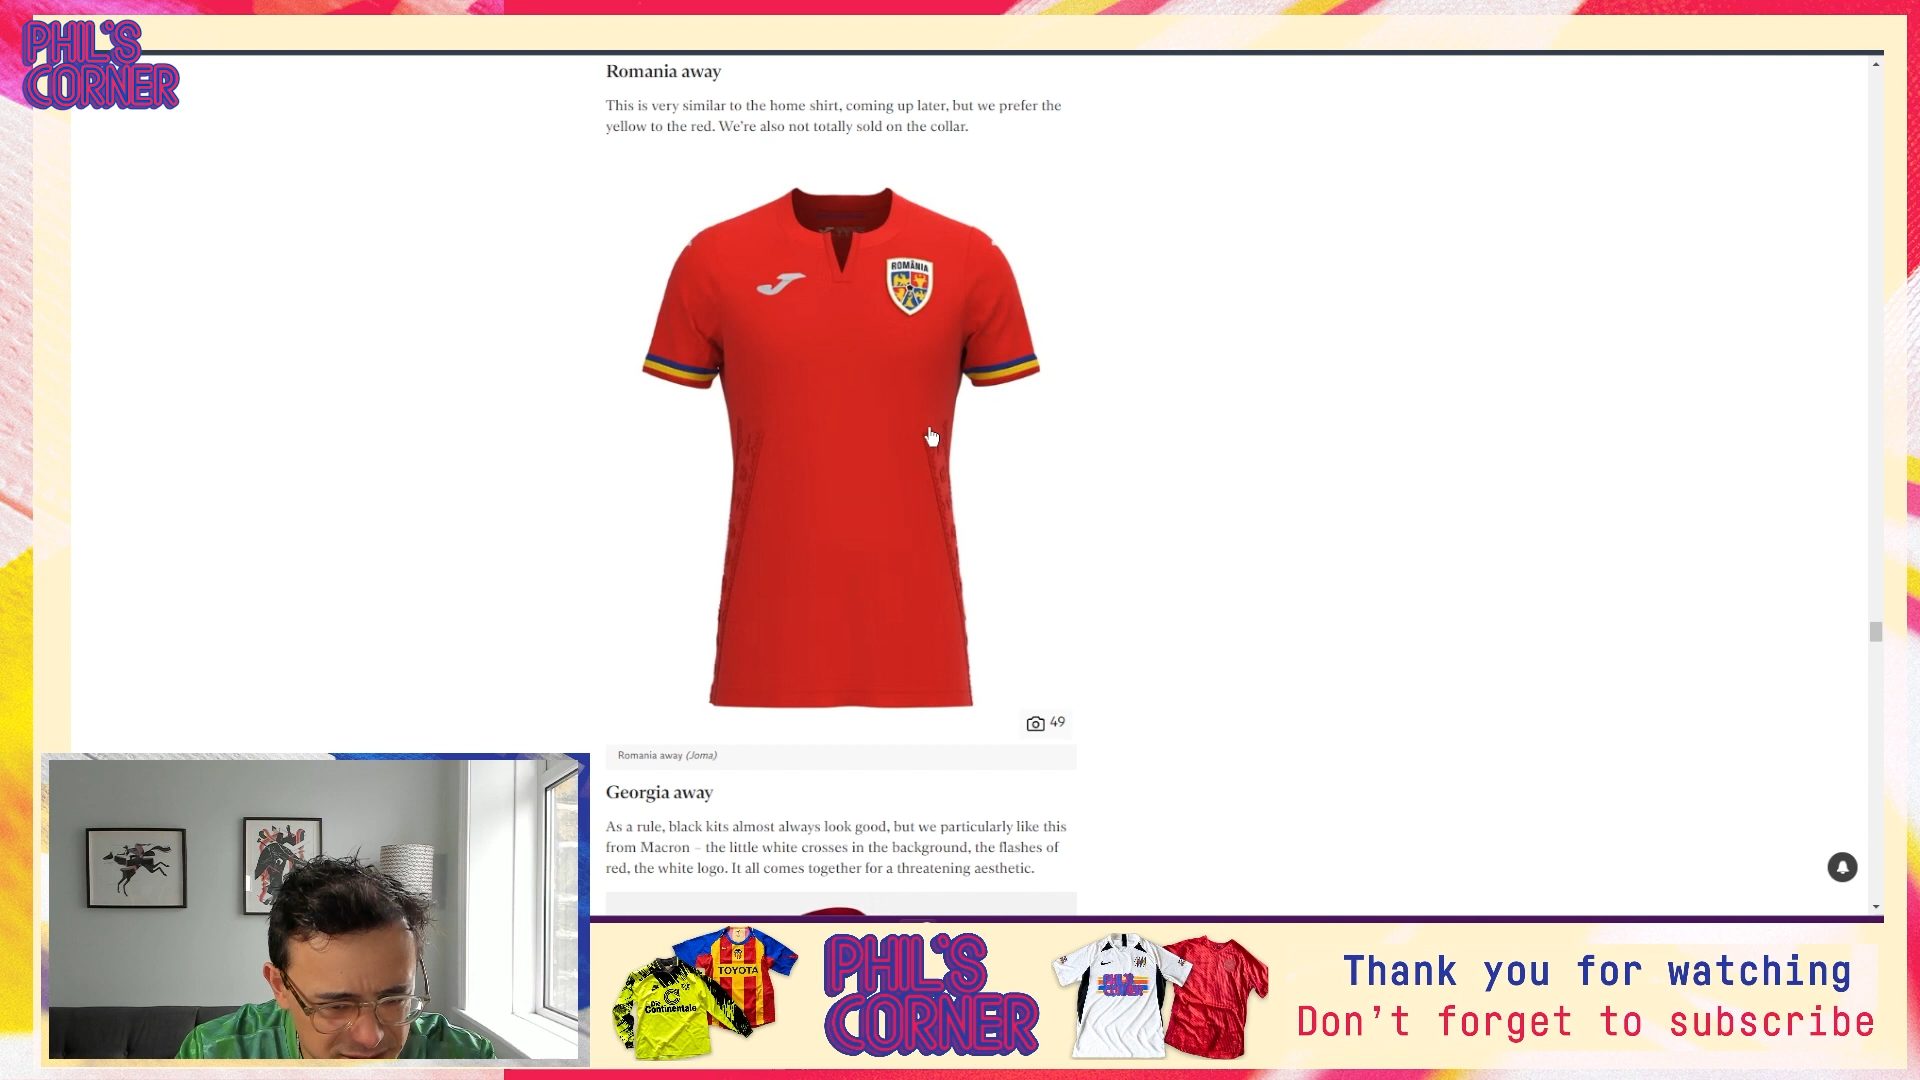 PHIL'S
CORNER
Romania away
This is very similar to the home shirt, coming up later, but we prefer the
yellow to the red. We're also not totally sold on the collar.
ROMÂNIA
49
Romania away (Joma)
Georgia away
As a rule, black kits almost always look good, but we particularly like this
from Macron – the little white crosses in the background, the flashes of
red, the white logo. It all comes together for a threatening aesthetic.
TOYOTA
Die
Continentale
PHIL'S
CORNER
PHIL'S
CORNER
Thank you for watching
Don't forget to subscribe